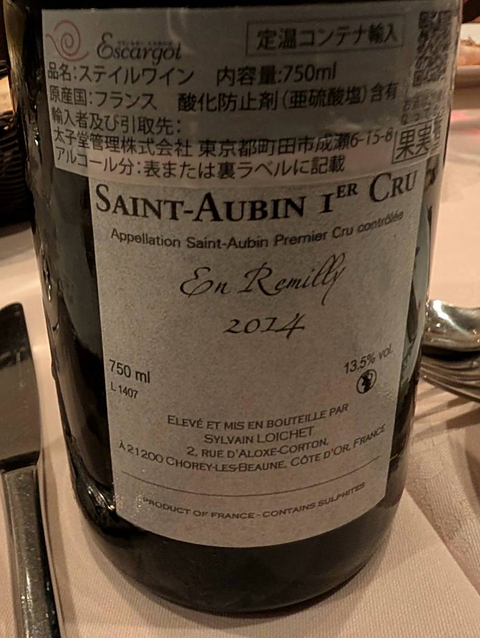 Escargot
定温コンテナ輸入
品名:スティルワイン 内容量:750ml
原産国:フランス 酸化防止剤(亜硫酸塩)含有
輸入者及び引取先:
太子堂管理株式会社 東京都町田市成瀬6-15-8
アルコール分:表または裏ラベルに記載
果実
SAINT-AUBIN 1ER CRU
Appellation Saint-Aubin Premier Cru contrôlée
En Remilly
2014
750 ml
13.5% vol.
L 1407
ELEVÉ ET MIS EN BOUTEILLE PAR
SYLVAIN LOICHET
2, RUE D'ALOXE-CORTON,
À 21200 CHOREY-LES-BEAUNE, CÔTE D'OR, FRANCE
PRODUCT OF FRANCE - CONTAINS SULPHITES